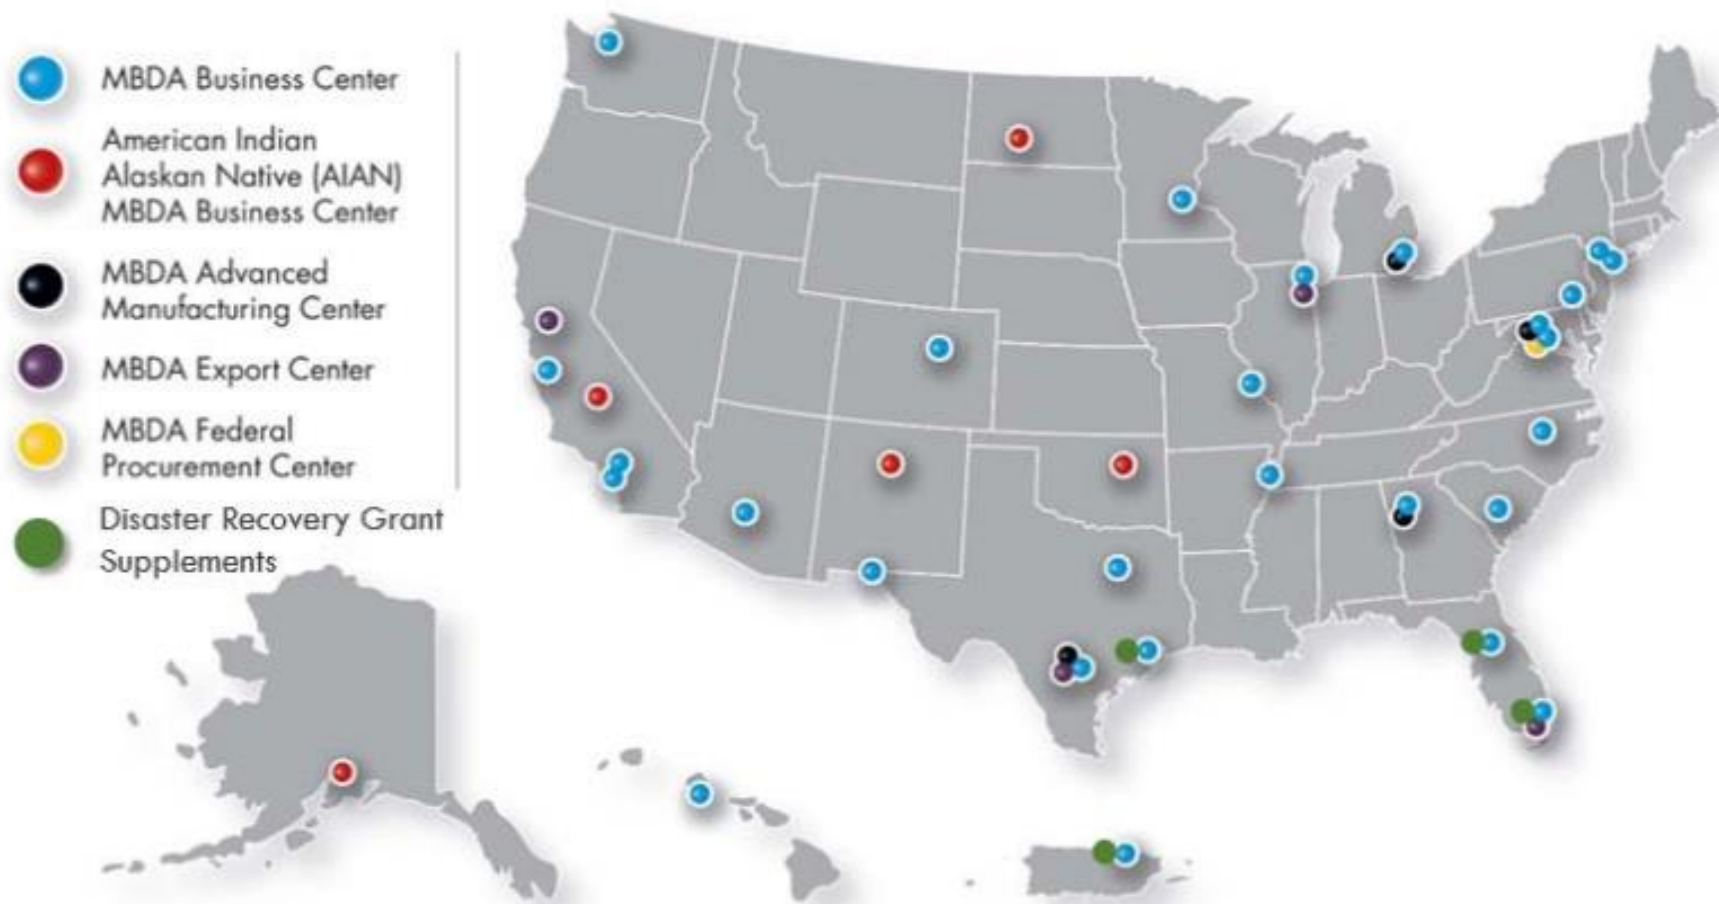 MBDA Business Center
American Indian
Alaskan Native (AIAN)
MBDA Business Center
MBDA Advanced
Manufacturing Center
MBDA Export Center
MBDA Federal
Procurement Center
Disaster Recovery Grant
Supplements